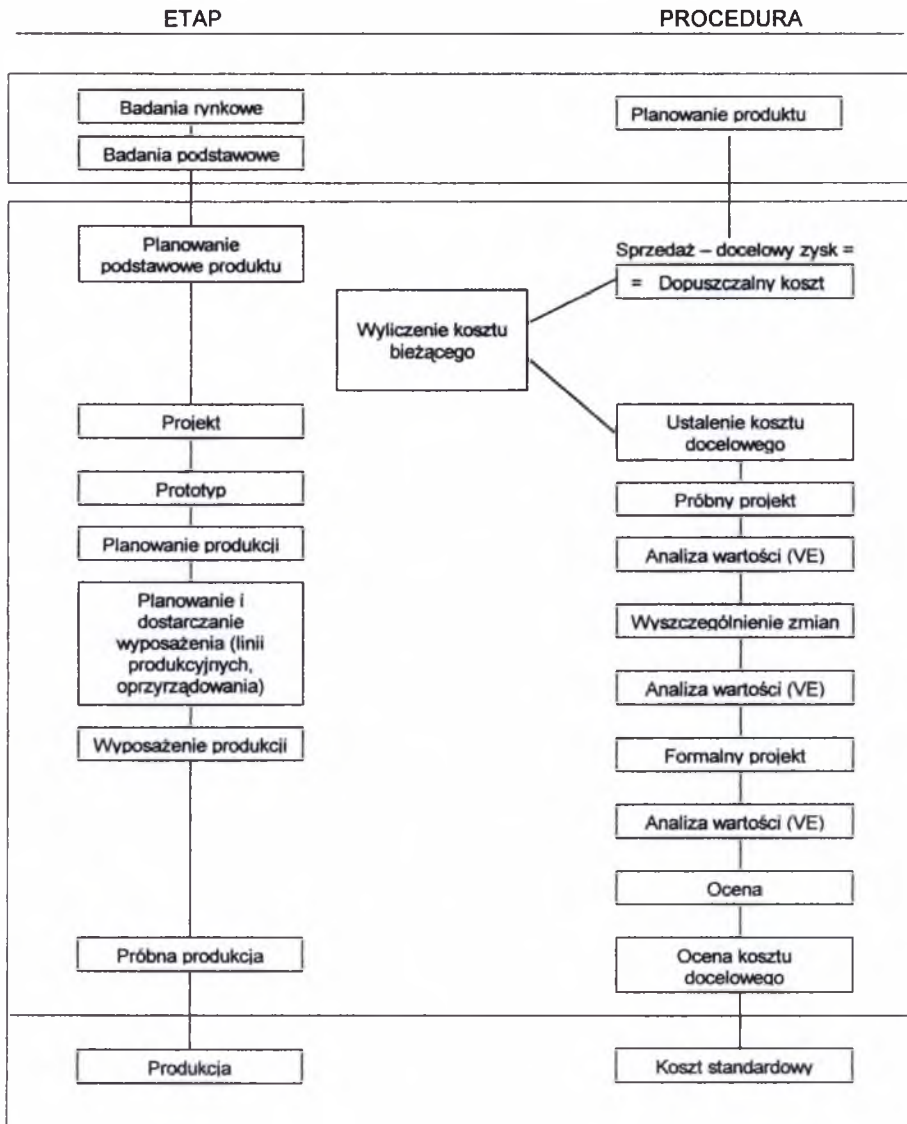 ETAP
PROCEDURA
Badania rynkowe
Badania podstawowe
Planowanie produktu
Planowanie
podstawowe produktu
Sprzedaż – docelowy zysk =
= Dopuszczalny koszt
Wyliczenie kosztu
bieżącego
Projekt
Prototyp
Planowanie produkcji
Planowanie i
dostarczanie
wyposażenia (linii
produkcyjnych,
oprzyrządowania)
Wyposażenie produkcji
Próbna produkcja
Ustalenie kosztu
docelowego
Próbny projekt
Analiza wartości (VE)
Wyszczególnienie zmian
Analiza wartości (VE)
Formalny projekt
Analiza wartości (VE)
Ocena
Ocena kosztu
docelowego
Produkcja
Koszt standardowy